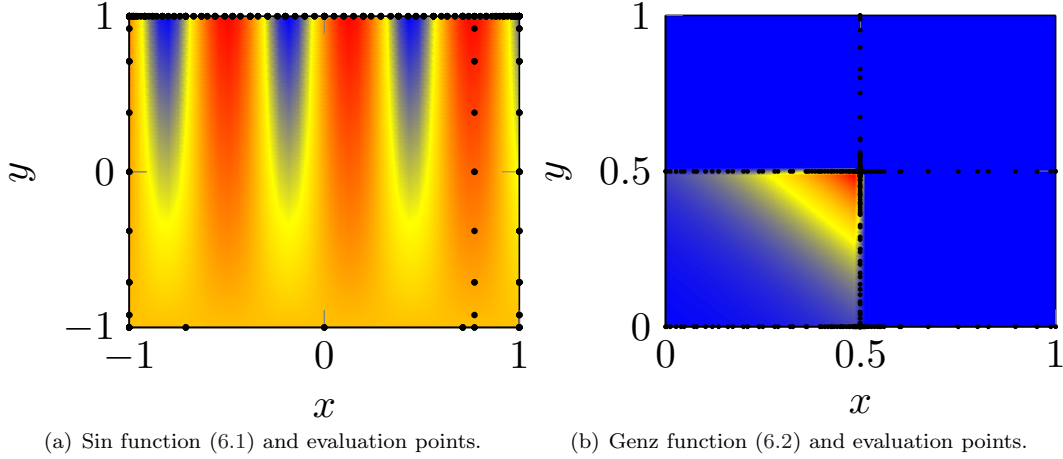 1
0
−1
y
−1
0
1
x
(a) Sin function (6.1) and evaluation points.
1
0.5
0
y
0
0.5
1
x
(b) Genz function (6.2) and evaluation points.